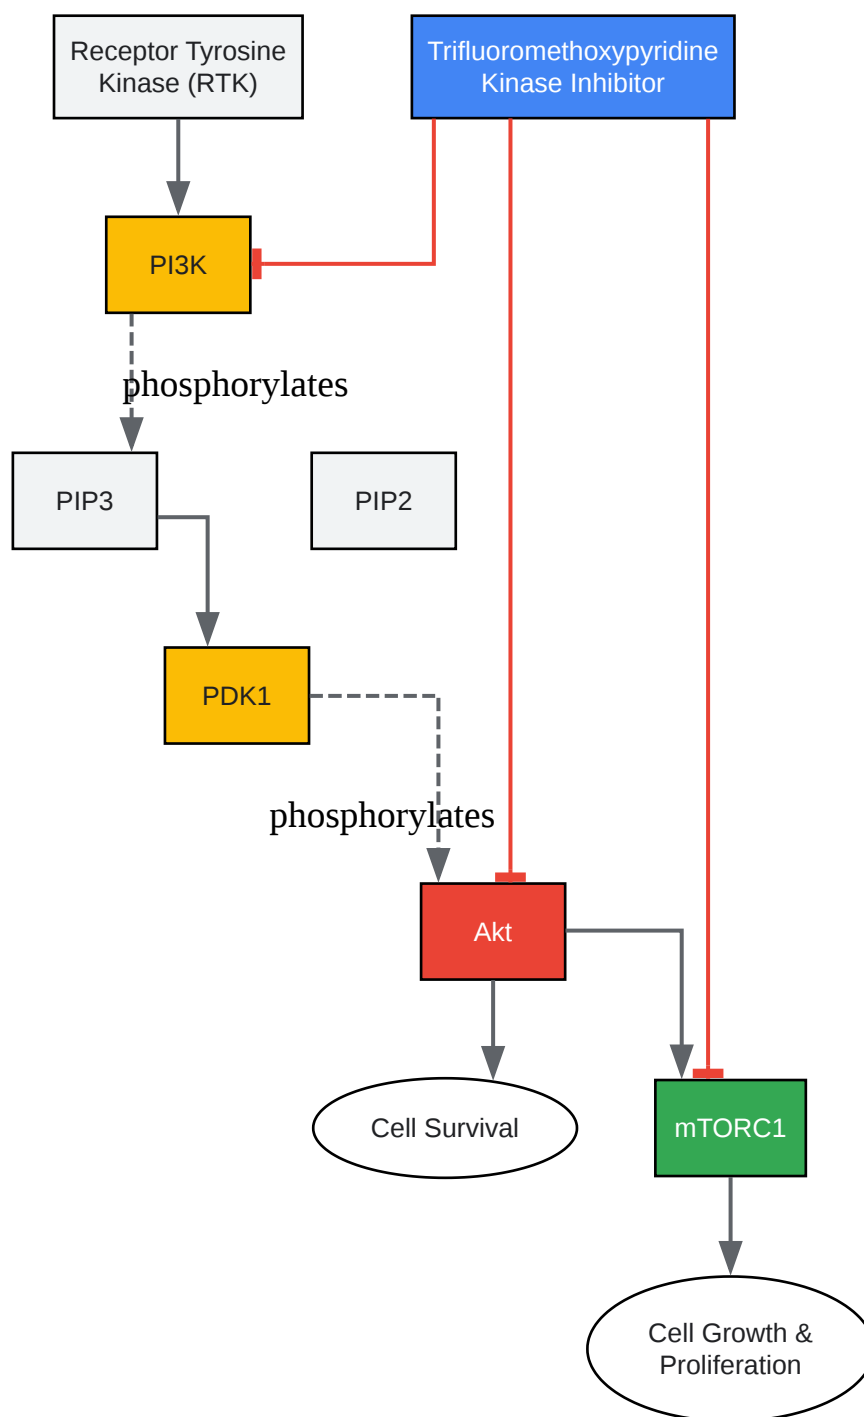 Receptor Tyrosine
Kinase (RTK)
Trifluoromethoxypyridine
Kinase Inhibitor
PI3K
phosphorylates
PIP3
PIP2
PDK1
phosphorylates
Akt
Cell Survival
mTORC1
Cell Growth &
Proliferation